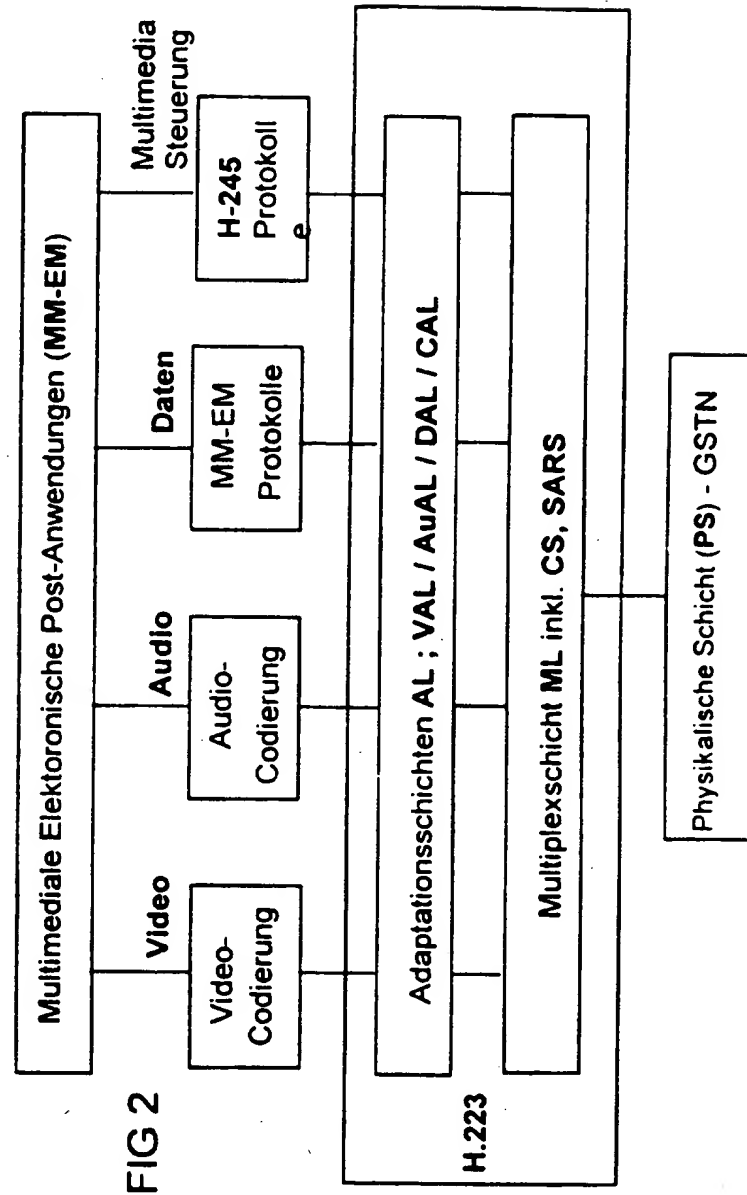 FIG 2
Multimediale Elektoronische Post-Anwendungen (MM-EM)
Video
Audio
Daten
Multimedia
Steuerung
Video-
Codierung
Audio-
Codierung
MM-EM
Protokolle
H-245
Protokoll
e
H.223
Adaptationsschichten AL ; VAL / AuAL / DAL / CAL
Multiplexschicht ML inkl. CS, SARS
Physikalische Schicht (PS) - GSTN